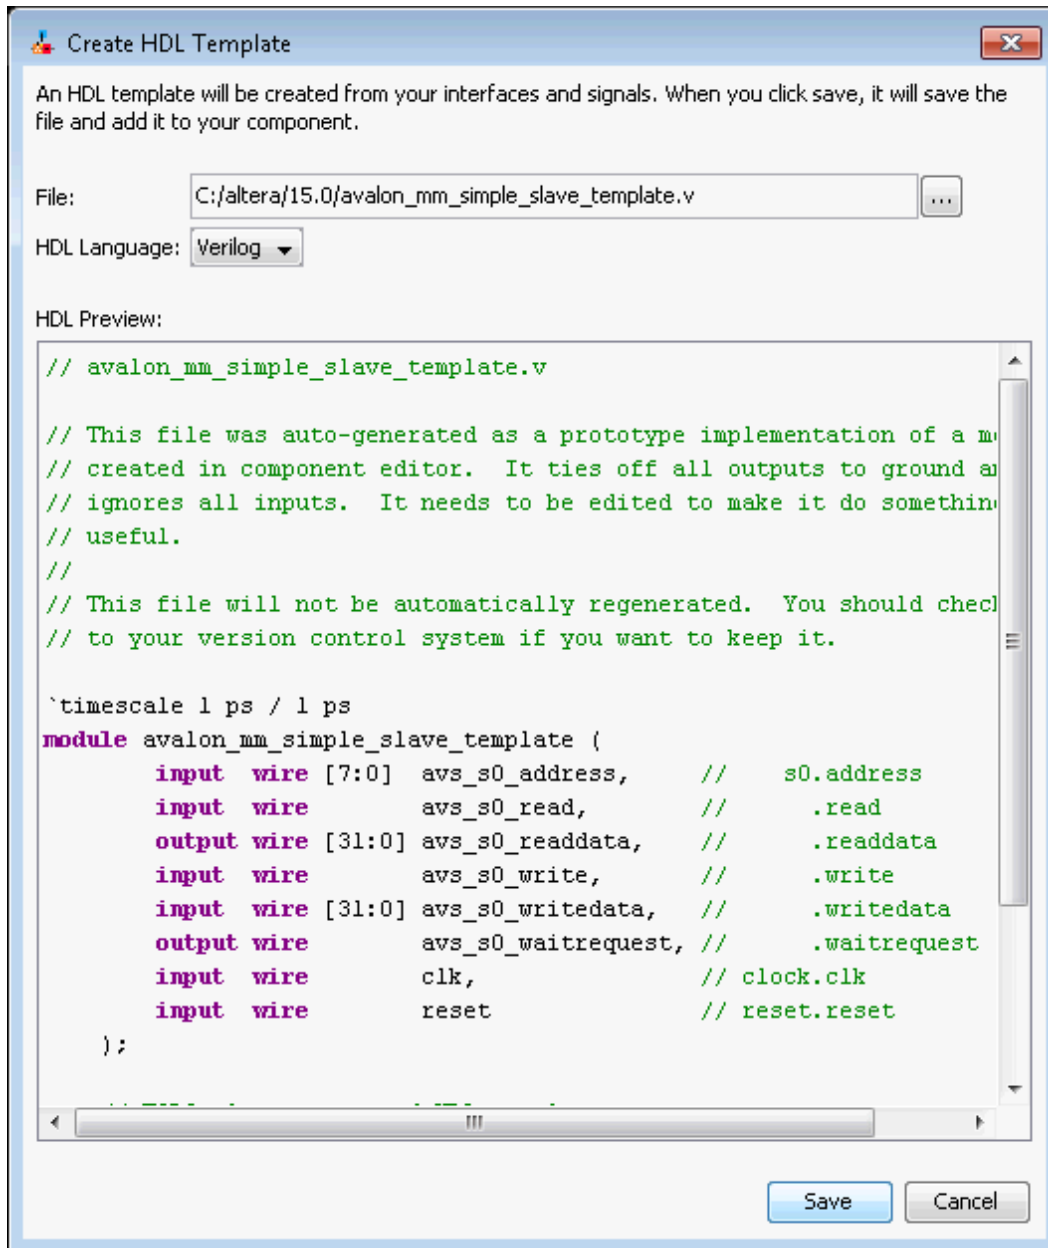 Create HDL Template
An HDL template will be created from your interfaces and signals. When you click save, it will save the
file and add it to your component.
File: C:/altera/15.0/avalon_mm_simple_slave_template.v ...
HDL Language: Verilog
HDL Preview:
// avalon_mm_simple_slave_template.v
// This file was auto-generated as a prototype implementation of a
// created in component editor.  It ties off all outputs to ground
// ignores all inputs.  It needs to be edited to make it do
// useful.
//
// This file will not be automatically regenerated.  You should
// to your version control system if you want to keep it.
`timescale 1 ps / 1 ps
module avalon_mm_simple_slave_template (
input  wire [7:0]  avs_s0_address,      //    s0.address
input  wire        avs_s0_read,         //      .read
output wire [31:0] avs_s0_readdata,     //      .readdata
input  wire        avs_s0_write,        //      .write
input  wire [31:0] avs_s0_writedata,    //      .writedata
output wire        avs_s0_waitrequest,  //      .waitrequest
input  wire        clk,                 // clock.clk
input  wire        reset                // reset.reset
);
Save Cancel